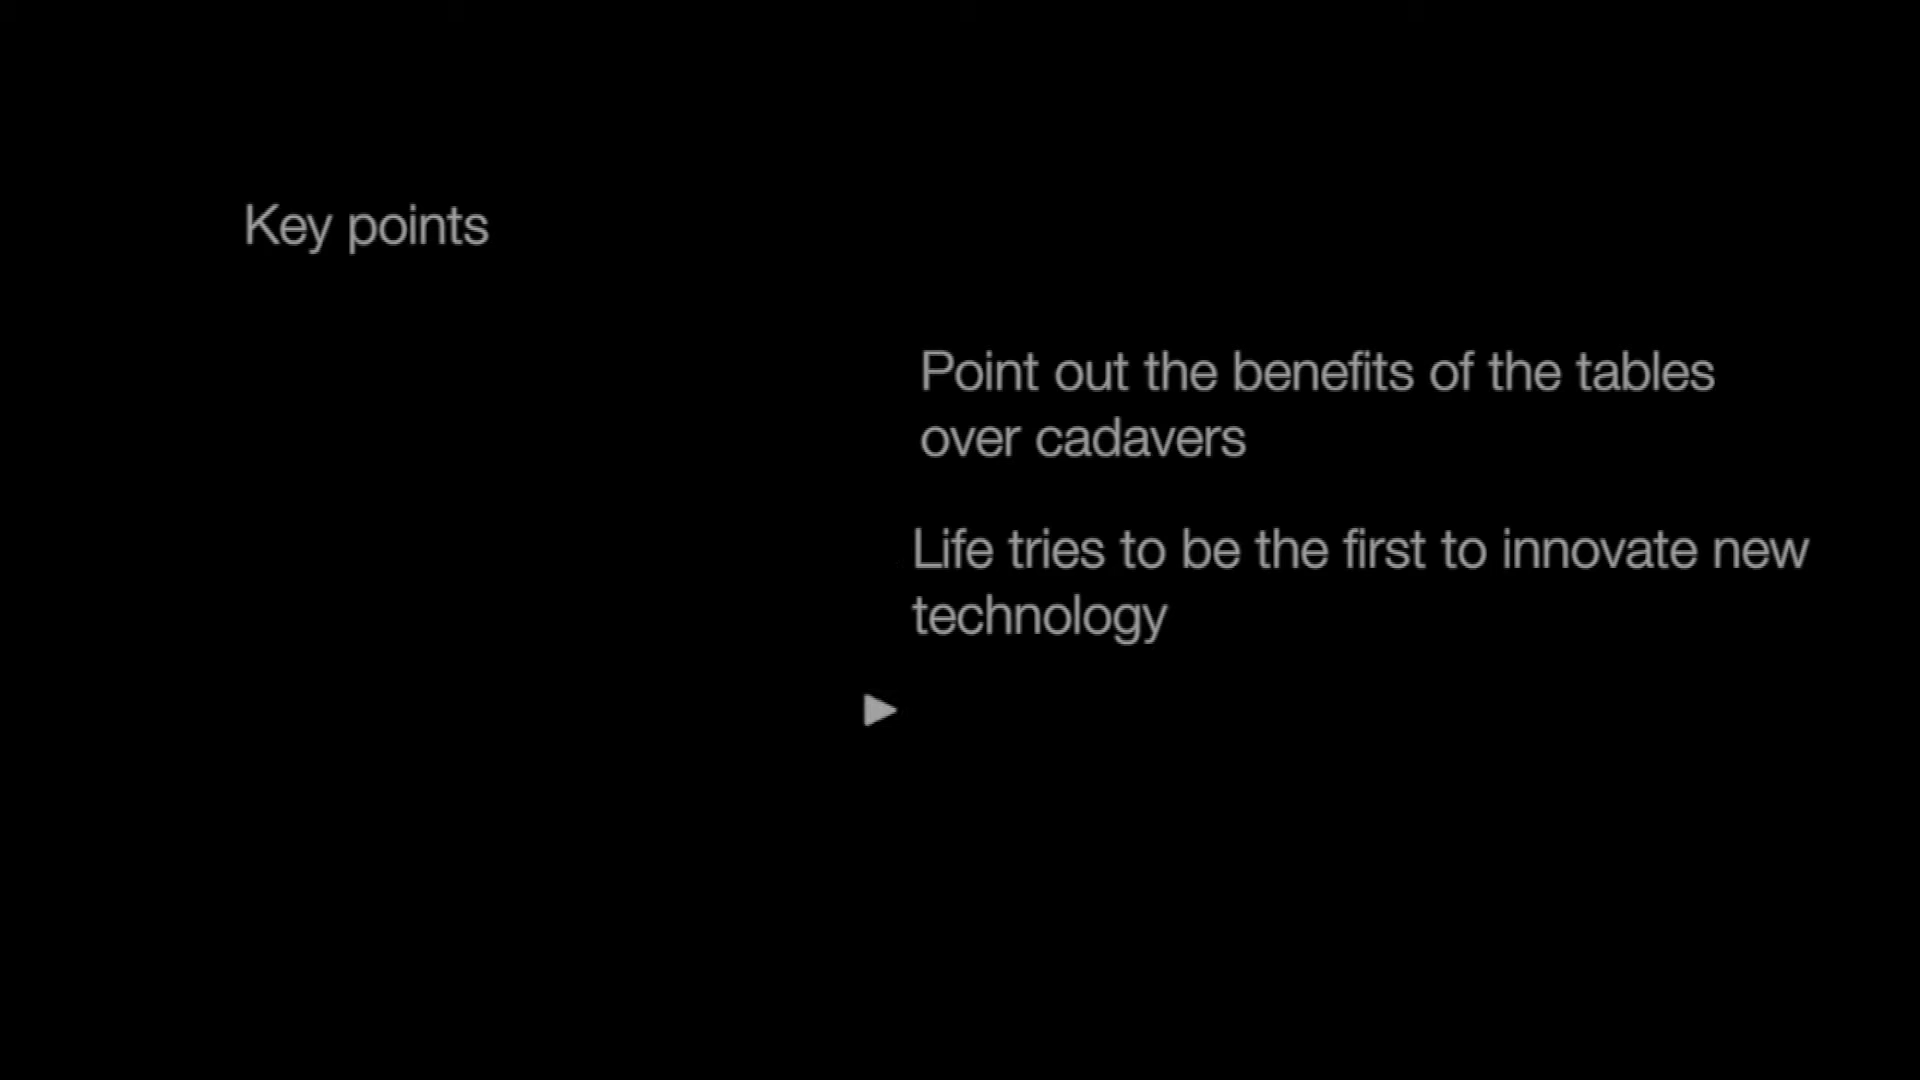 Key points
Point out the benefits of the tables
over cadavers
Life tries to be the first to innovate new
technology